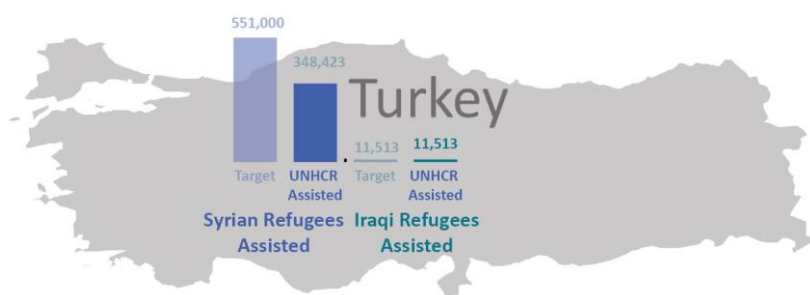 551,000
348,423
Turkey
11,513
11,513
Target
UNHCR
Assisted
Target
UNHCR
Assisted
Syrian Refugees
Assisted
Iraqi Refugees
Assisted